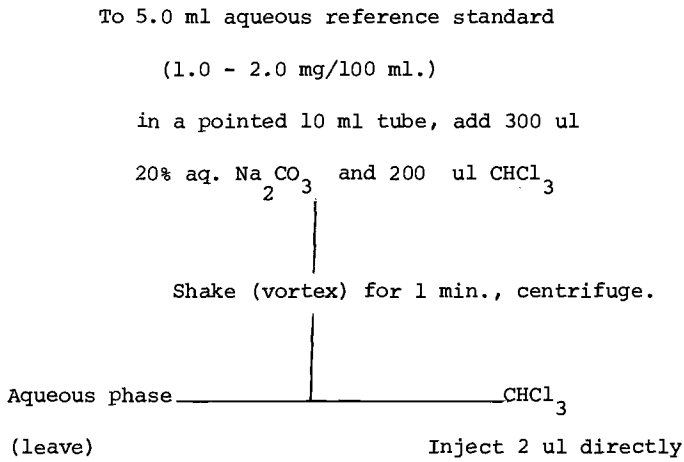 To 5.0 ml aqueous reference standard
(1.0 - 2.0 mg/100 ml.)
in a pointed 10 ml tube, add 300 ul
20% aq. Na2CO3 and 200 ul CHCl3
Shake (vortex) for 1 min., centrifuge.
Aqueous phase CHCl3
(leave) Inject 2 ul directly